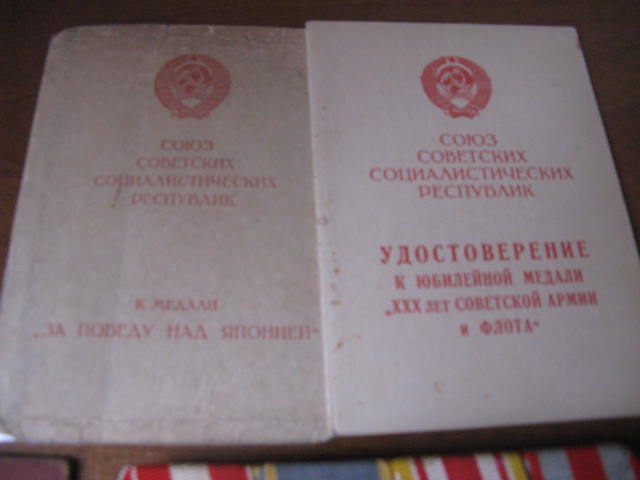 СОЮЗ
СОВЕТСКИХ
СОЦИАЛИСТИЧЕСКИХ
РЕСПУБЛИК
К МЕДАЛИ
„ЗА ПОБЕДУ НАД ЯПОНИЕЙ“
СОЮЗ
СОВЕТСКИХ
СОЦИАЛИСТИЧЕСКИХ
РЕСПУБЛИК
УДОСТОВЕРЕНИЕ
К ЮБИЛЕЙНОЙ МЕДАЛИ
„XXX лет СОВЕТСКОЙ АРМИИ
и ФЛОТА“